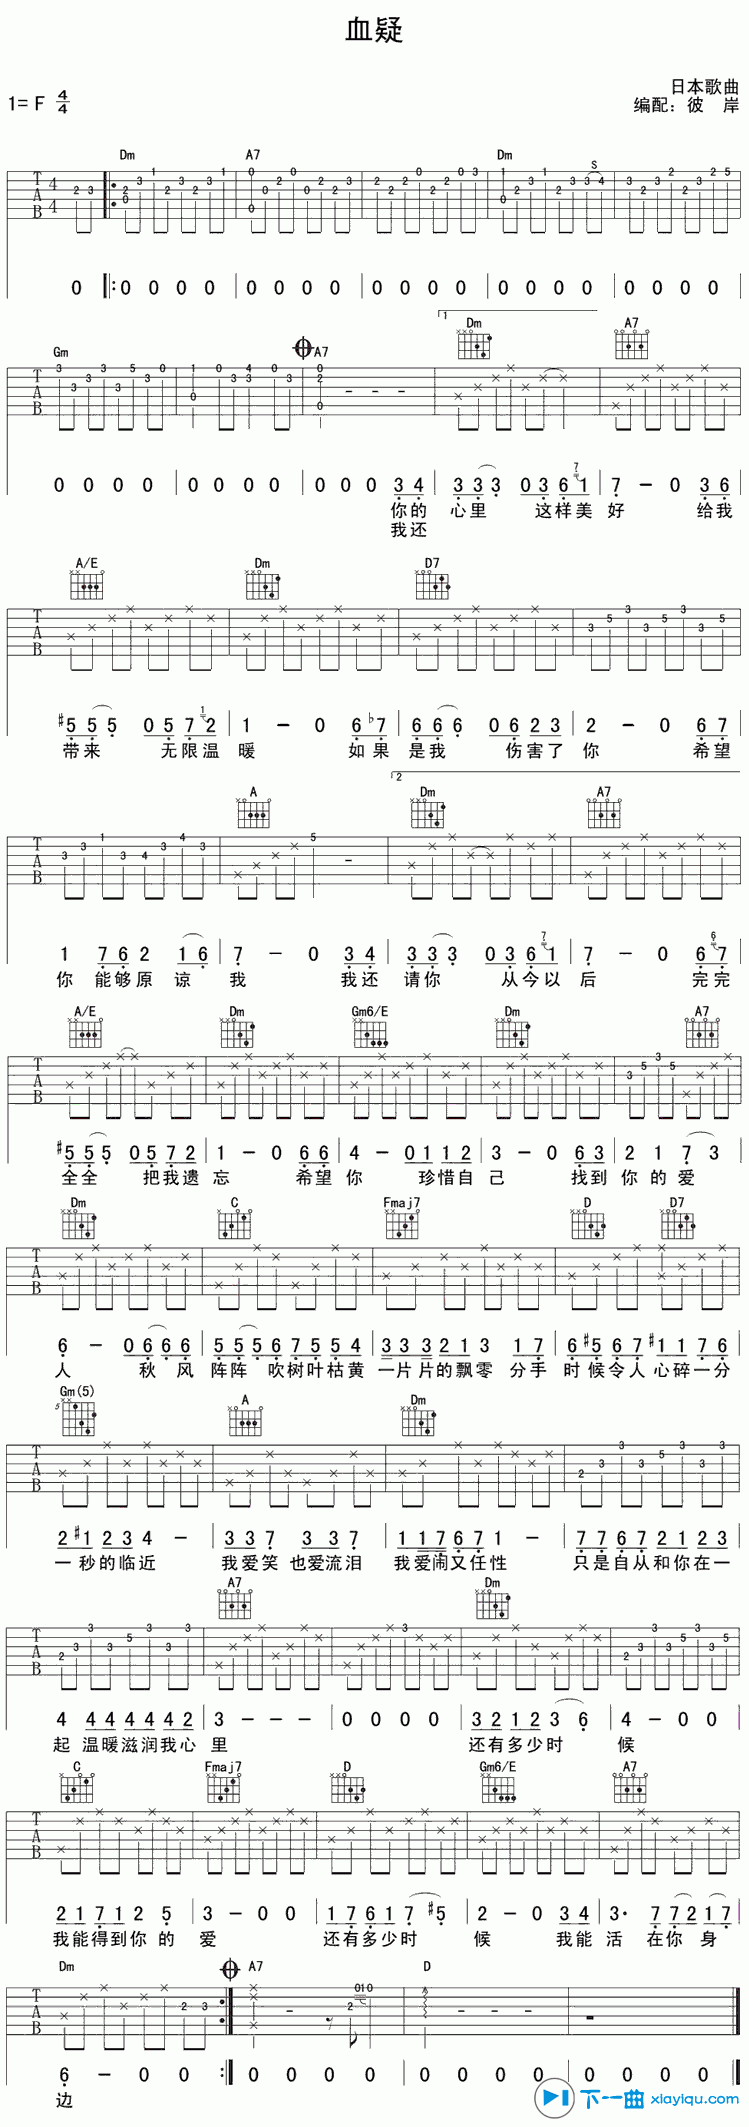 血疑
日本歌曲
1= F 4/4
编配：彼 岸
Dm A7 Dm
0 0 0 0 0 0 0 0 0 0 0 0 0 0 0 0 0 0 0 0 0
Gm A7 Dm A7
0 0 0 0 0 0 0 0 0 0 0 3 4 3 3 3 0 3 6 1 7 - 0 3 6
你的 心里 这样美 好 给我
我还
A/E Dm D7
#5 5 5 0 5 7 2 1 - 0 6 b7 6 6 6 0 6 2 3 2 - 0 6 7
带来 无限温 暖 如果 是我 伤害了 你 希望
A Dm A7
1 7 6 2 1 6 7 - 0 3 4 3 3 3 0 3 6 1 7 - 0 7 7
你 能够原 谅 我 我还 请你 从今以 后 完完
A/E Dm Gm6/E Dm A7
#5 5 5 0 5 7 2 1 - 0 6 6 4 - 0 1 1 2 3 - 0 6 3 2 1 7 3
全全 把我遗 忘 希望 你 珍惜自 己 找到 你 的 爱
Dm C Fmaj7 D D7
6 - 0 6 6 6 5 5 5 6 7 5 5 4 3 3 3 2 1 3 1 7 6 #5 6 7 #1 1 7 6
人 秋 风 阵阵 吹树叶枯黄 一片片的飘零 分手 时候令人 心碎一分
Gm(5) A Dm
2 #1 2 3 4 - 3 3 7 3 3 7 1 1 7 6 7 1 - 7 7 6 7 2 1 2 3
一秒的临近 我爱笑 也爱流泪 我爱闹又任性 只是自从和你在一
A7 Dm
4 4 4 4 4 4 2 3 - - - 0 0 0 0 3 2 1 2 3 6 4 - 0 0
起 温暖滋润我心 里 还有多少时 候
C Fmaj7 D Gm6/E A7
2 1 7 1 2 5 3 - 0 0 1 7 6 1 7 #5 2 - 0 3 4 3· 7 7 2 1 7
我能得到你 的 爱 还有多少时 候 我能 活 在你 身
Dm A7 D
6 - 0 0 0 0 0 0 0 0 0 0 0 0 0 0
边
下一曲 xiayiqu.com